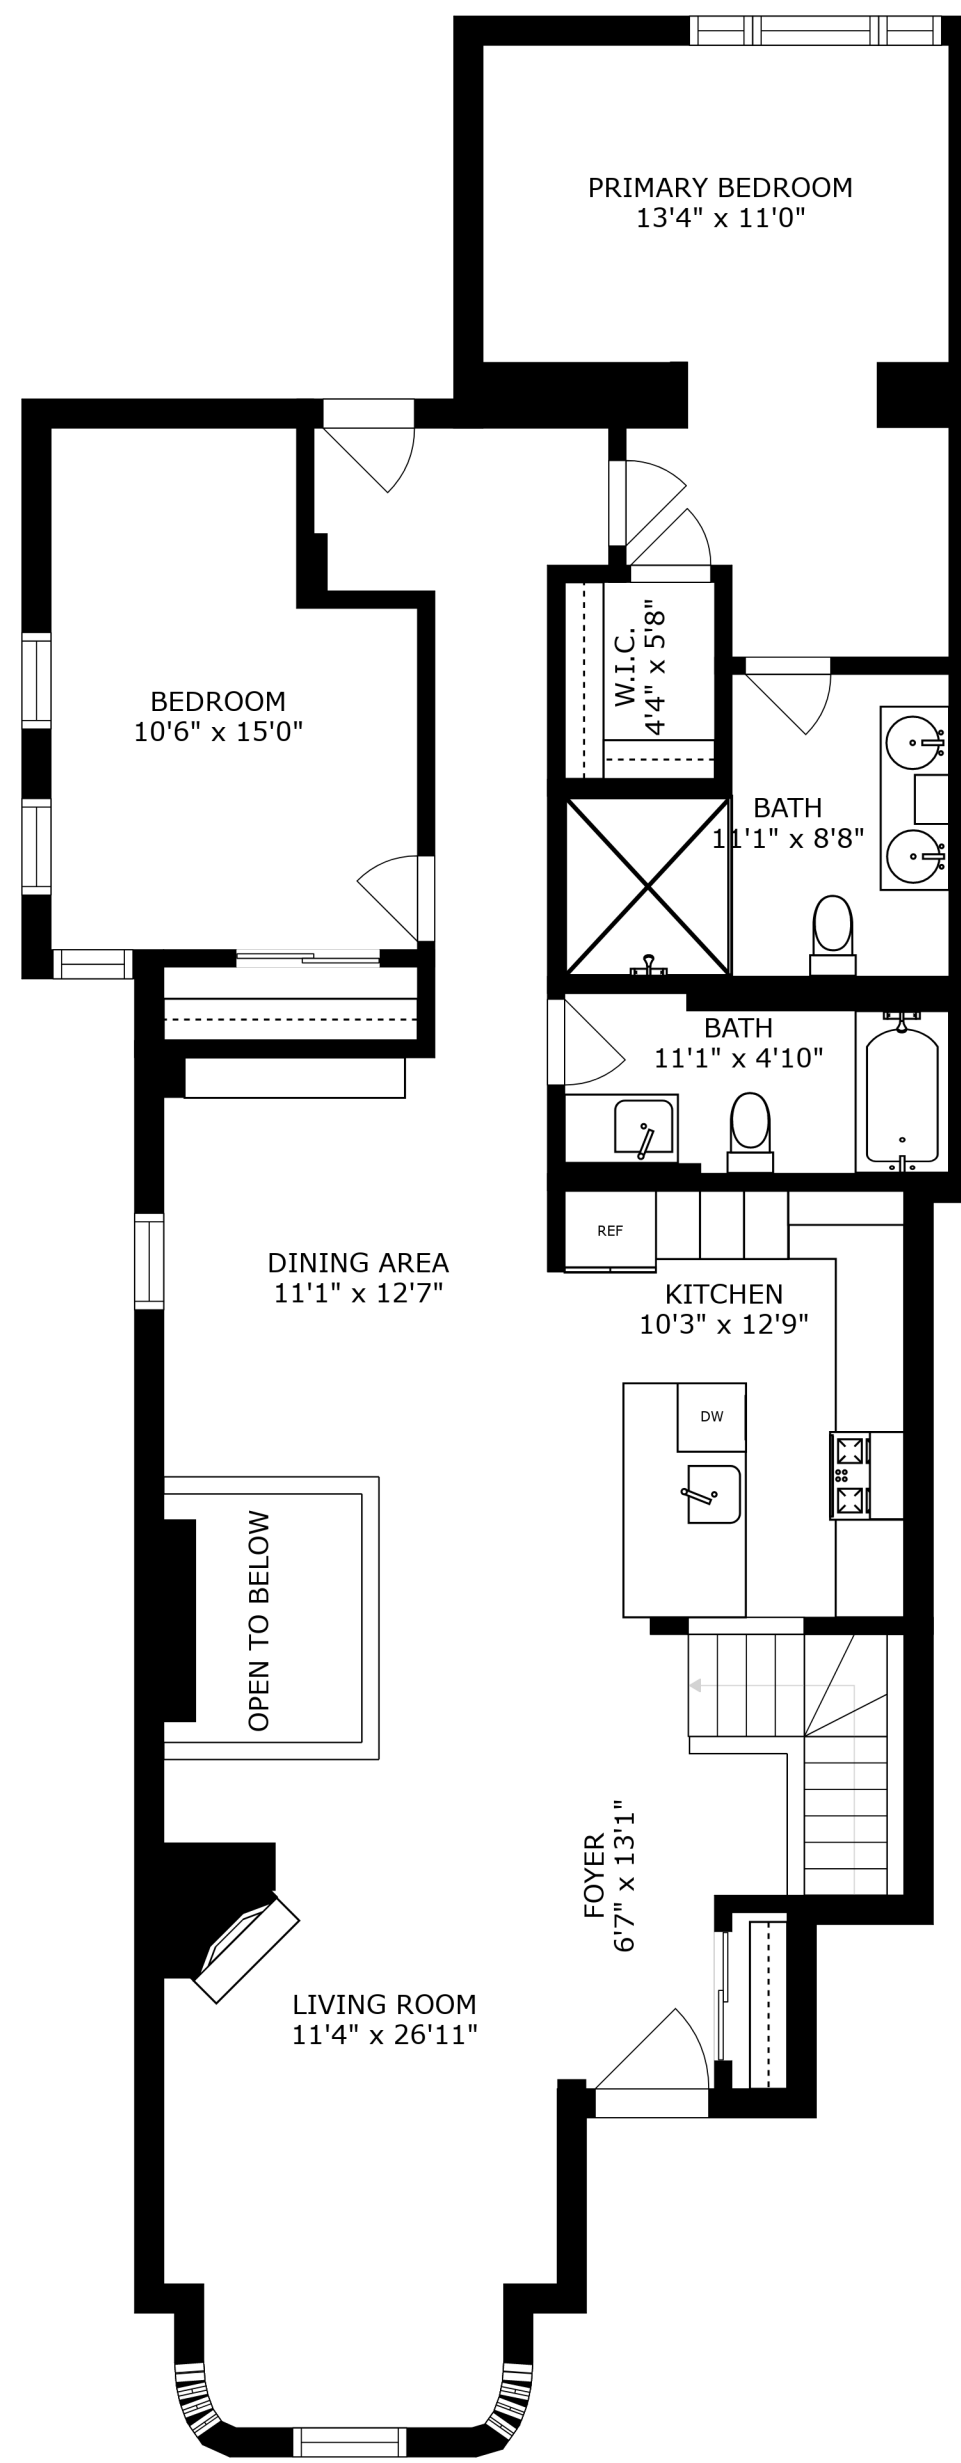 PRIMARY BEDROOM
13'4" x 11'0"
W.I.C.
4'4" x 5'8"
BEDROOM
10'6" x 15'0"
BATH
11'1" x 8'8"
BATH
11'1" x 4'10"
REF
DINING AREA
11'1" x 12'7"
KITCHEN
10'3" x 12'9"
DW
OPEN TO BELOW
FOYER
6'7" x 13'1"
LIVING ROOM
11'4" x 26'11"